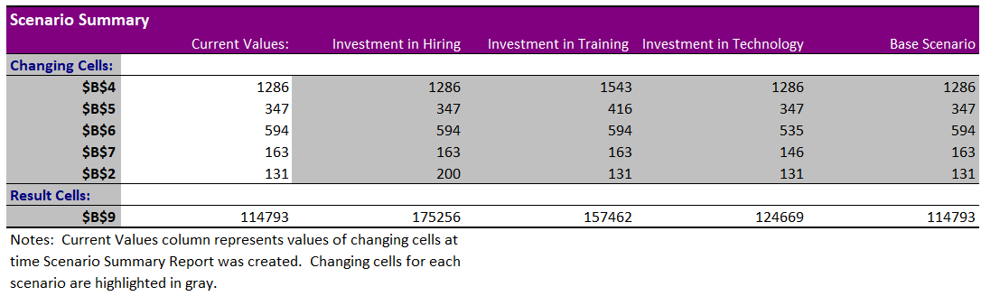 Scenario Summary
Current Values: Investment in Hiring Investment in Training Investment in Technology Base Scenario
Changing Cells:
$B$4 1286 1286 1543 1286 1286
$B$5 347 347 416 347 347
$B$6 594 594 594 535 594
$B$7 163 163 163 146 163
$B$2 131 200 131 131 131
Result Cells:
$B$9 114793 175256 157462 124669 114793
Notes:  Current Values column represents values of changing cells at
time Scenario Summary Report was created.  Changing cells for each
scenario are highlighted in gray.